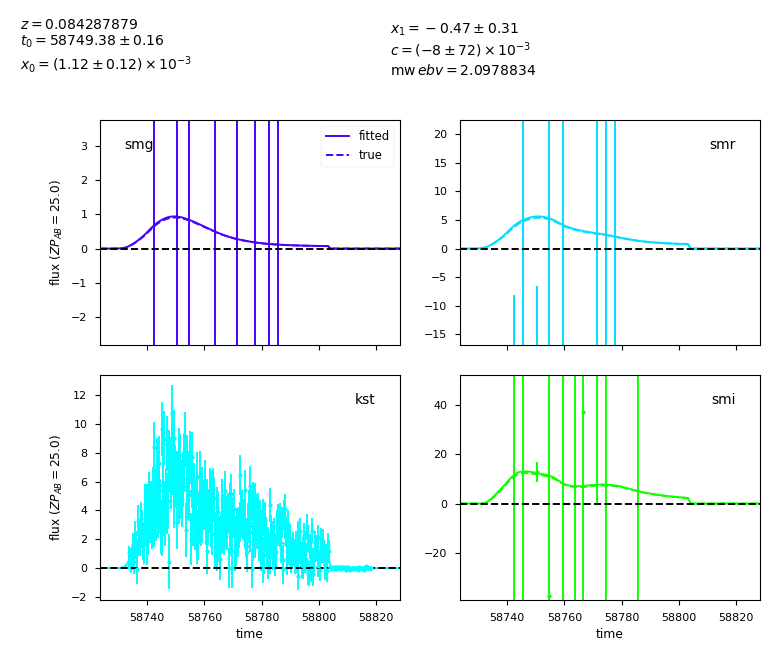 z = 0.084287879
t₀ = 58749.38 ± 0.16
x₀ = (1.12 ± 0.12) × 10⁻³
x₁ = −0.47 ± 0.31
c = (−8 ± 72) × 10⁻³
mw ebv = 2.0978834
smg
fitted
true
3
2
1
0
−1
−2
flux (ZP_AB = 25.0)
smr
20
15
10
5
0
−5
−10
−15
kst
12
10
8
6
4
2
0
−2
flux (ZP_AB = 25.0)
58740 58760 58780 58800 58820
time
smi
40
20
0
−20
58740 58760 58780 58800 58820
time